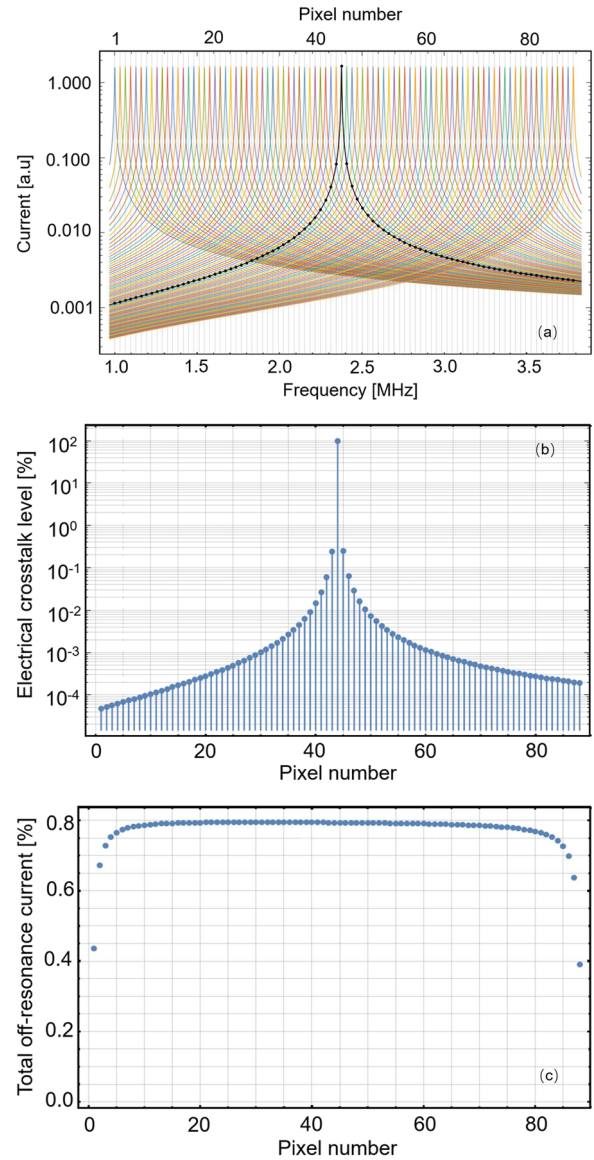 Pixel number
1 20 40 60 80
1.000
0.100
0.010
0.001
Current [a.u]
(a)
1.0 1.5 2.0 2.5 3.0 3.5
Frequency [MHz]
10²
10¹
10⁰
10⁻¹
10⁻²
10⁻³
10⁻⁴
Electrical crosstalk level [%]
(b)
0 20 40 60 80
Pixel number
0.8
0.6
0.4
0.2
0.0
Total off-resonance current [%]
(c)
0 20 40 60 80
Pixel number